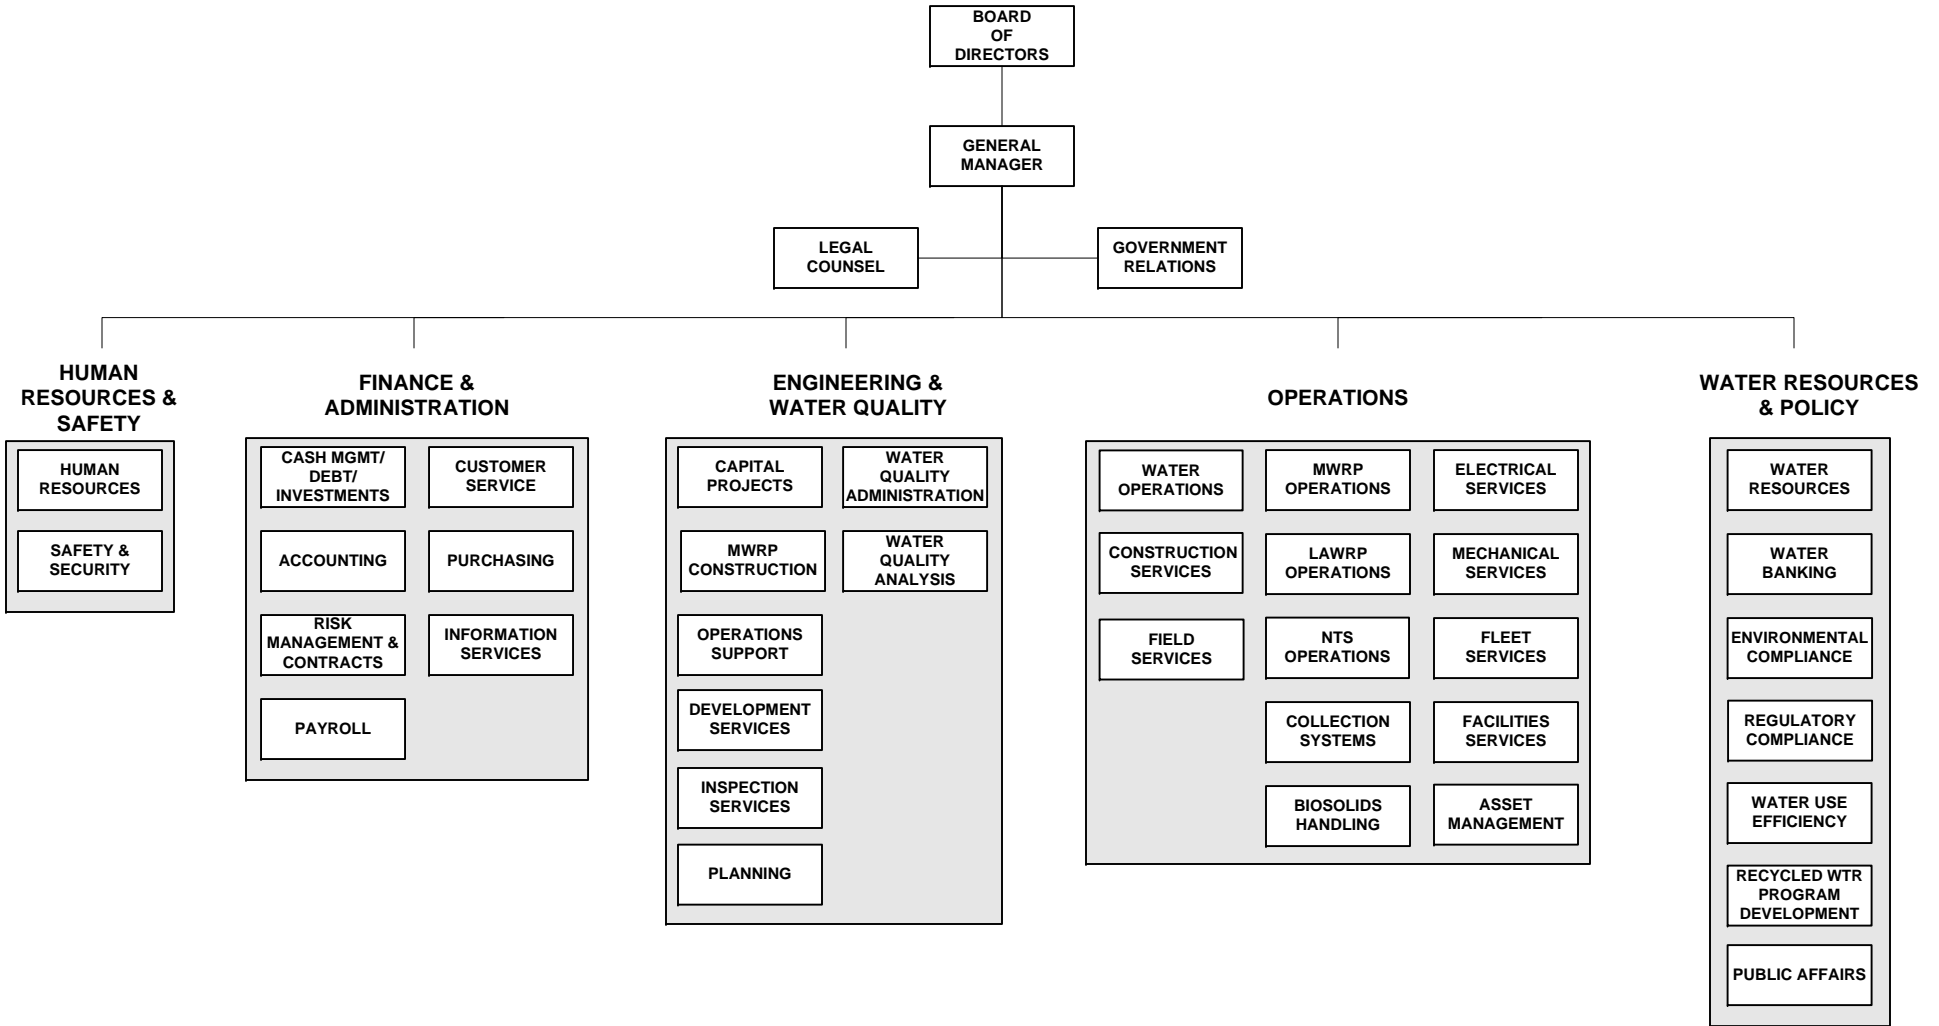 BOARD
OF
DIRECTORS
GENERAL
MANAGER
LEGAL
COUNSEL
GOVERNMENT
RELATIONS
HUMAN
RESOURCES &
SAFETY
HUMAN
RESOURCES
SAFETY &
SECURITY
FINANCE &
ADMINISTRATION
CASH MGMT/
DEBT/
INVESTMENTS
CUSTOMER
SERVICE
ACCOUNTING
PURCHASING
RISK
MANAGEMENT &
CONTRACTS
INFORMATION
SERVICES
PAYROLL
ENGINEERING &
WATER QUALITY
CAPITAL
PROJECTS
WATER
QUALITY
ADMINISTRATION
MWRP
CONSTRUCTION
WATER
QUALITY
ANALYSIS
OPERATIONS
SUPPORT
DEVELOPMENT
SERVICES
INSPECTION
SERVICES
PLANNING
OPERATIONS
WATER
OPERATIONS
MWRP
OPERATIONS
ELECTRICAL
SERVICES
CONSTRUCTION
SERVICES
LAWRP
OPERATIONS
MECHANICAL
SERVICES
FIELD
SERVICES
NTS
OPERATIONS
FLEET
SERVICES
COLLECTION
SYSTEMS
FACILITIES
SERVICES
BIOSOLIDS
HANDLING
ASSET
MANAGEMENT
WATER RESOURCES
& POLICY
WATER
RESOURCES
WATER
BANKING
ENVIRONMENTAL
COMPLIANCE
REGULATORY
COMPLIANCE
WATER USE
EFFICIENCY
RECYCLED WTR
PROGRAM
DEVELOPMENT
PUBLIC AFFAIRS